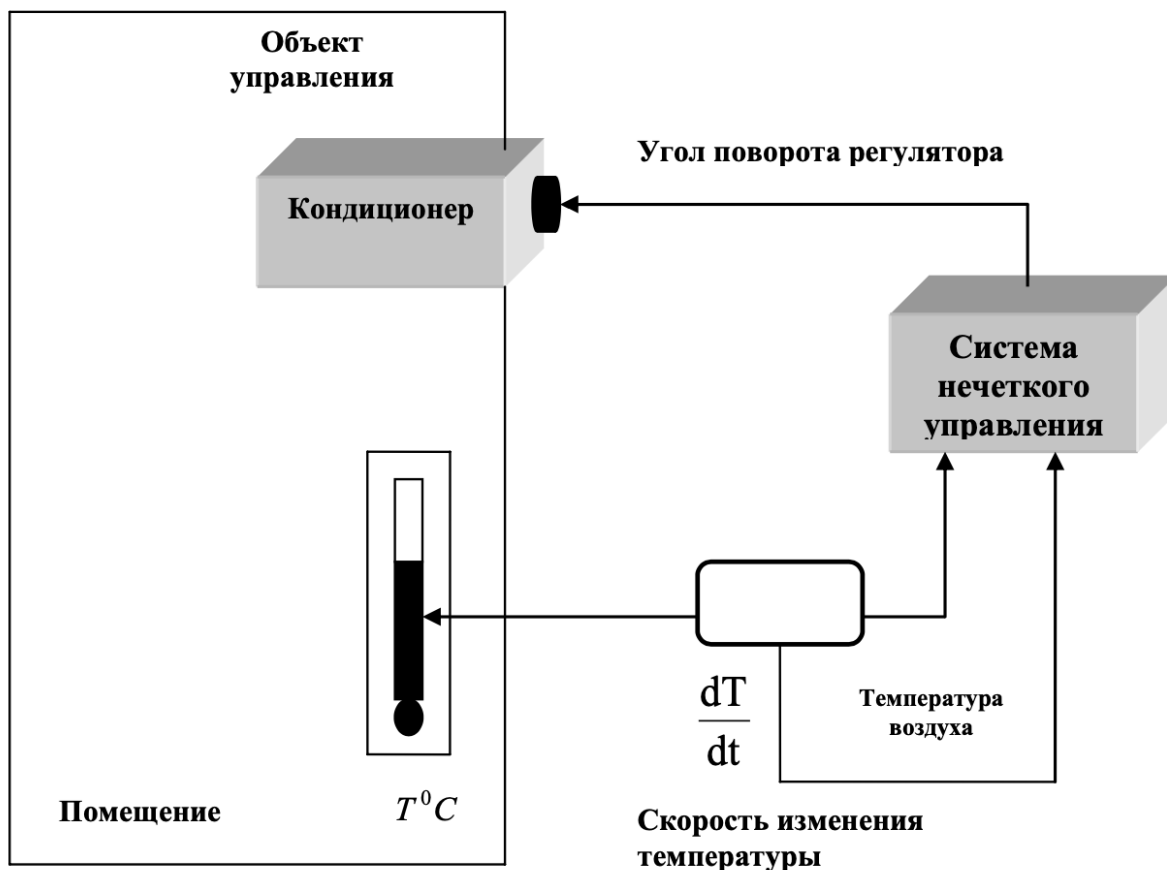 Объект
управления
Угол поворота регулятора
Кондиционер
Система
нечеткого
управления
dT
dt
Температура
воздуха
Помещение
T⁰C
Скорость изменения
температуры